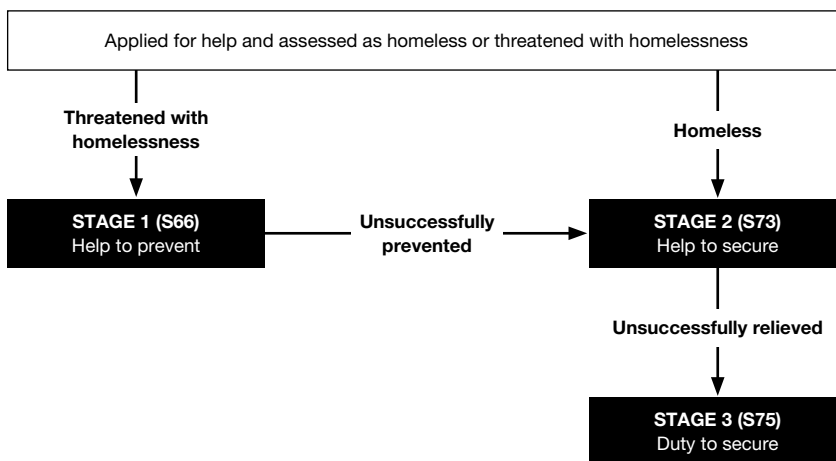 Applied for help and assessed as homeless or threatened with homelessness
Threatened with
homelessness
Homeless
STAGE 1 (S66)
Help to prevent
Unsuccessfully
prevented
STAGE 2 (S73)
Help to secure
Unsuccessfully relieved
STAGE 3 (S75)
Duty to secure